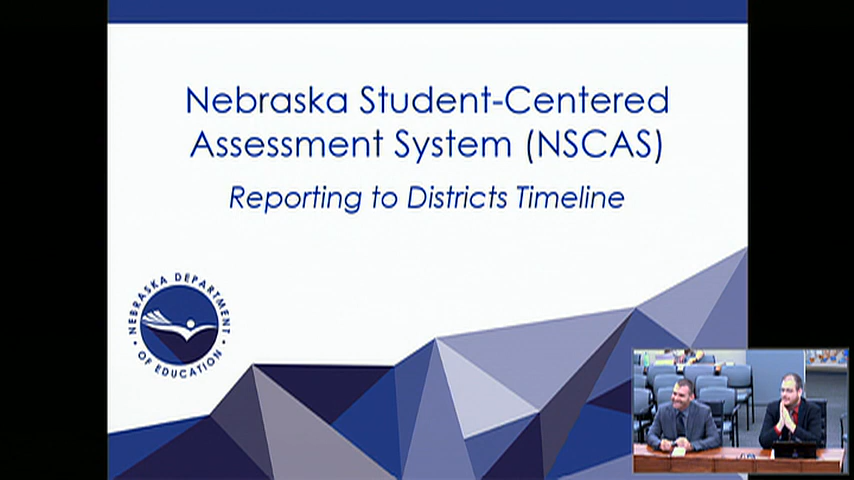 Nebraska Student-Centered
Assessment System (NSCAS)
Reporting to Districts Timeline
NEBRASKA DEPARTMENT
OF EDUCATION